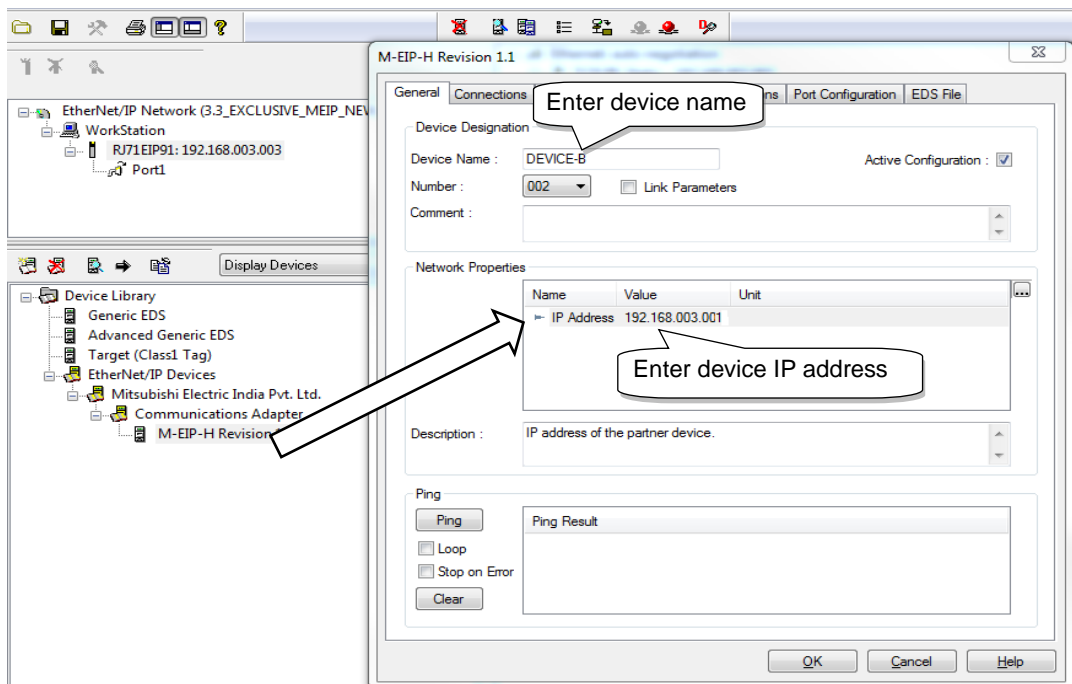 M-EIP-H Revision 1.1
EtherNet/IP Network (3.3_EXCLUSIVE_MEIP_NEW
WorkStation
RJ71EIP91: 192.168.003.003
Port1
Display Devices
Device Library
Generic EDS
Advanced Generic EDS
Target (Class1 Tag)
EtherNet/IP Devices
Mitsubishi Electric India Pvt. Ltd.
Communications Adapter
M-EIP-H Revision
General
Connections
Port Configuration
EDS File
Enter device name
Device Designation
Device Name :
DEVICE-B
Active Configuration :
Number :
002
Link Parameters
Comment :
Network Properties
Name Value Unit
IP Address 192.168.003.001
Enter device IP address
Description :
IP address of the partner device.
Ping
Ping
Ping Result
Loop
Stop on Error
Clear
OK
Cancel
Help